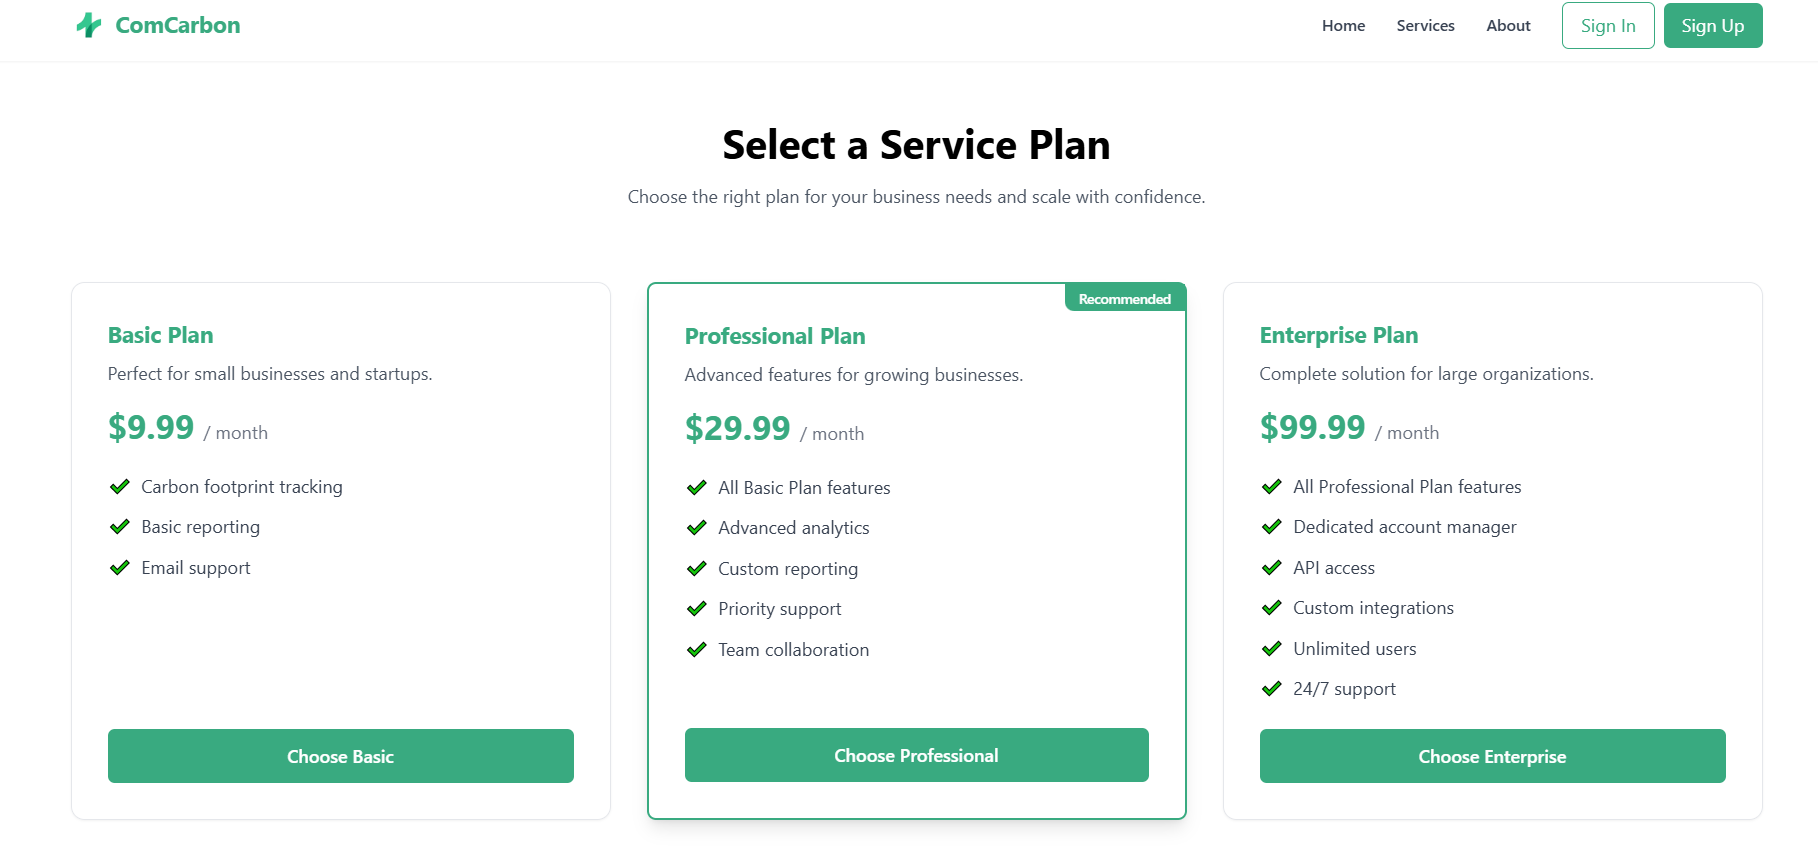 ComCarbon
Home Services About Sign In Sign Up
Select a Service Plan
Choose the right plan for your business needs and scale with confidence.
Basic Plan
Perfect for small businesses and startups.
$9.99 / month
Carbon footprint tracking
Basic reporting
Email support
Choose Basic
Recommended
Professional Plan
Advanced features for growing businesses.
$29.99 / month
All Basic Plan features
Advanced analytics
Custom reporting
Priority support
Team collaboration
Choose Professional
Enterprise Plan
Complete solution for large organizations.
$99.99 / month
All Professional Plan features
Dedicated account manager
API access
Custom integrations
Unlimited users
24/7 support
Choose Enterprise